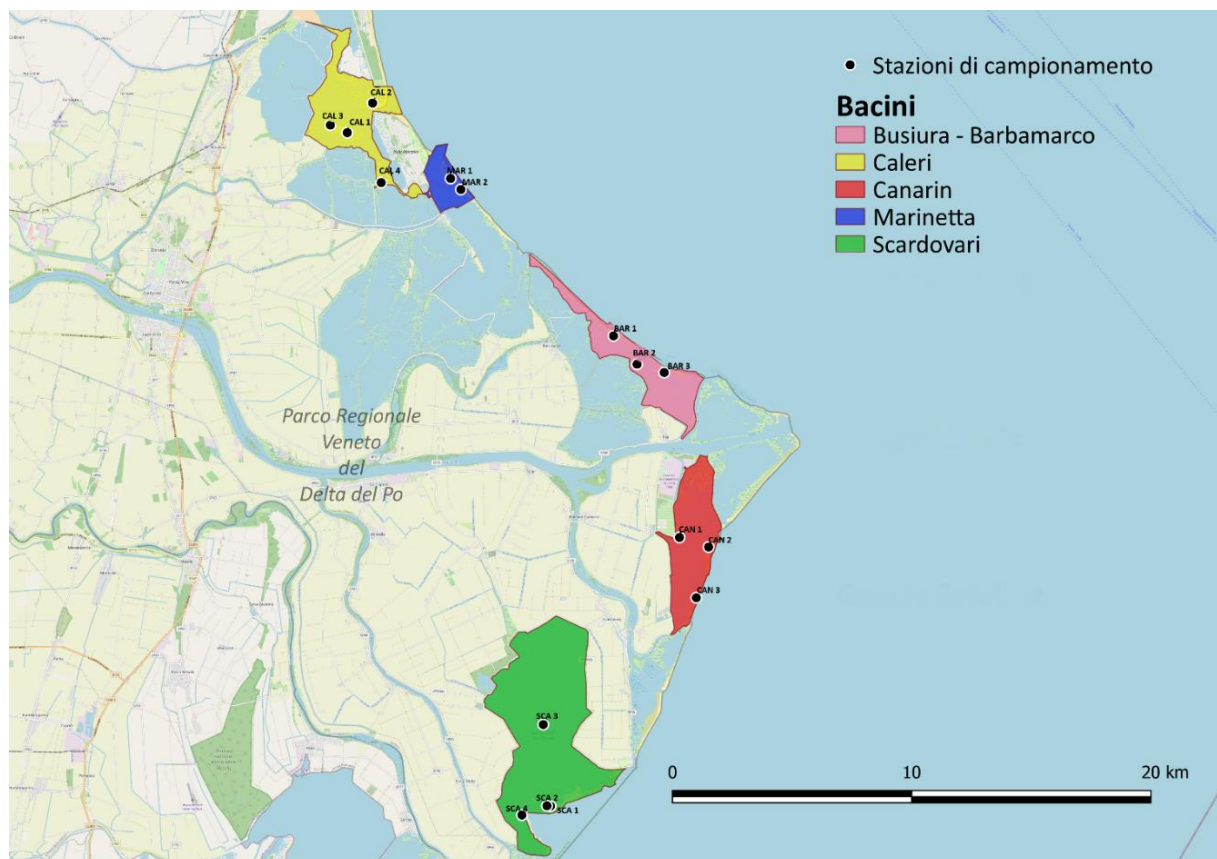 Stazioni di campionamento
Bacini
Busiura - Barbamarco
Caleri
Canarin
Marinetta
Scardovari
CAL 2
CAL 3
CAL 1
CAL 4
MAR 1
MAR 2
BAR 1
BAR 2
BAR 3
Parco Regionale
Veneto
del
Delta del Po
CAN 1
CAN 2
CAN 3
SCA 3
SCA 2
SCA 1
SCA 4
0
10
20 km